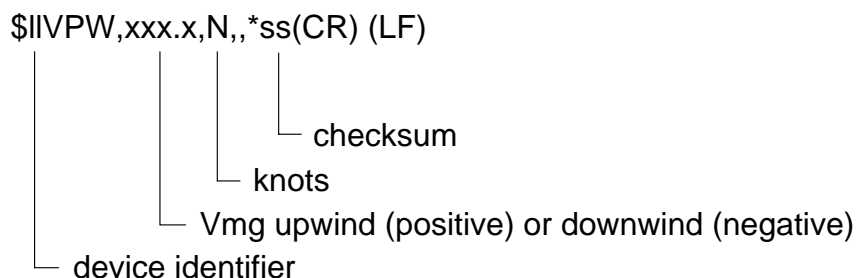 $IIVPW,xxx.x,N,,*ss(CR) (LF)
checksum
knots
Vmg upwind (positive) or downwind (negative)
device identifier